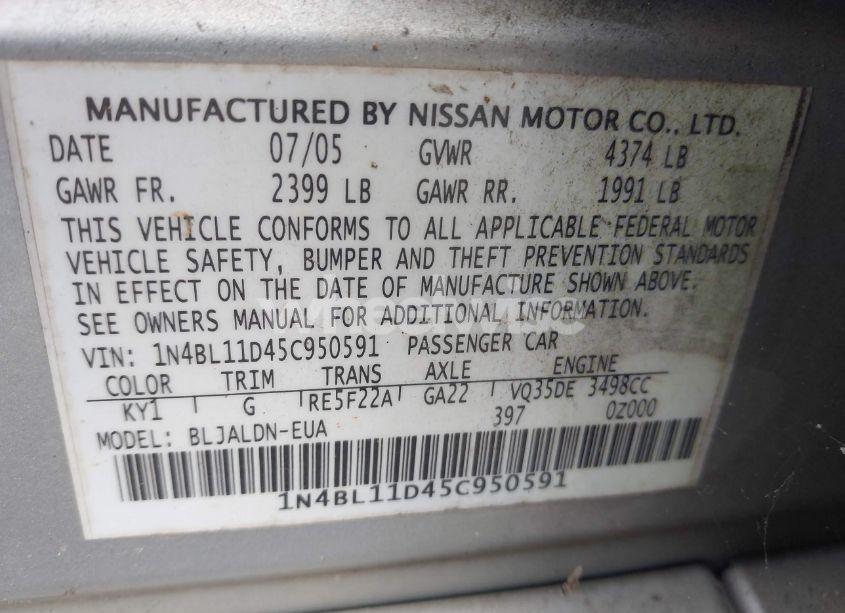 MANUFACTURED BY NISSAN MOTOR CO., LTD.
DATE 07/05 GVWR 4374 LB
GAWR FR. 2399 LB GAWR RR. 1991 LB
THIS VEHICLE CONFORMS TO ALL APPLICABLE FEDERAL MOTOR
VEHICLE SAFETY, BUMPER AND THEFT PREVENTION STANDARDS
IN EFFECT ON THE DATE OF MANUFACTURE SHOWN ABOVE.
SEE OWNERS MANUAL FOR ADDITIONAL INFORMATION.
VIN: 1N4BL11D45C950591 PASSENGER CAR
COLOR TRIM TRANS AXLE ENGINE
KY1 G RE5F22A GA22 VQ35DE 3498CC
MODEL: BLJALDN-EUA 397 0Z000
1N4BL11D45C950591